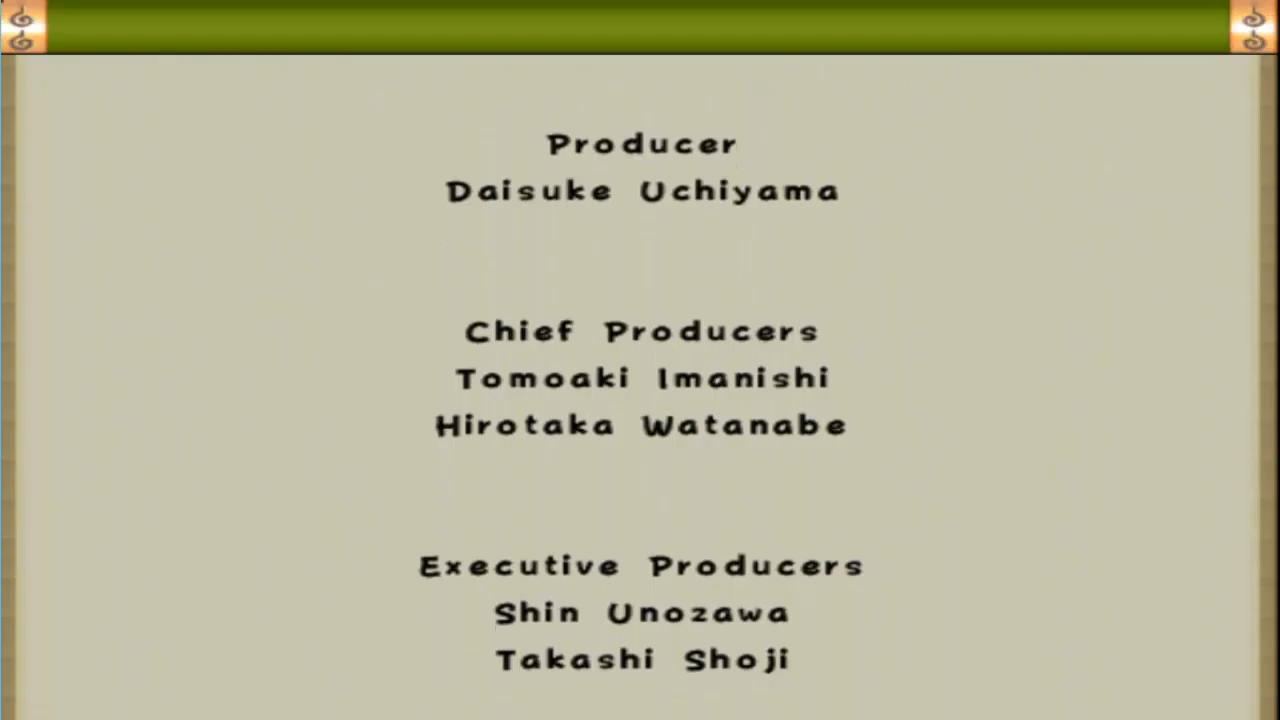 Producer
Daisuke Uchiyama
Chief Producers
Tomoaki Imanishi
Hirotaka Watanabe
Executive Producers
Shin Unozawa
Takashi Shoji